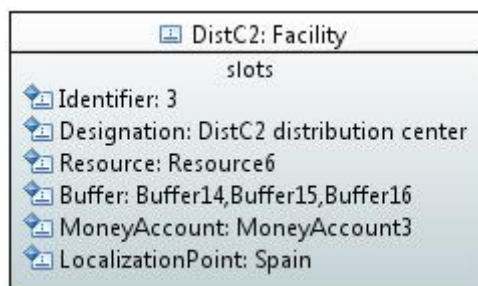 DistC2: Facility
slots
Identifier: 3
Designation: DistC2 distribution center
Resource: Resource6
Buffer: Buffer14,Buffer15,Buffer16
MoneyAccount: MoneyAccount3
LocalizationPoint: Spain